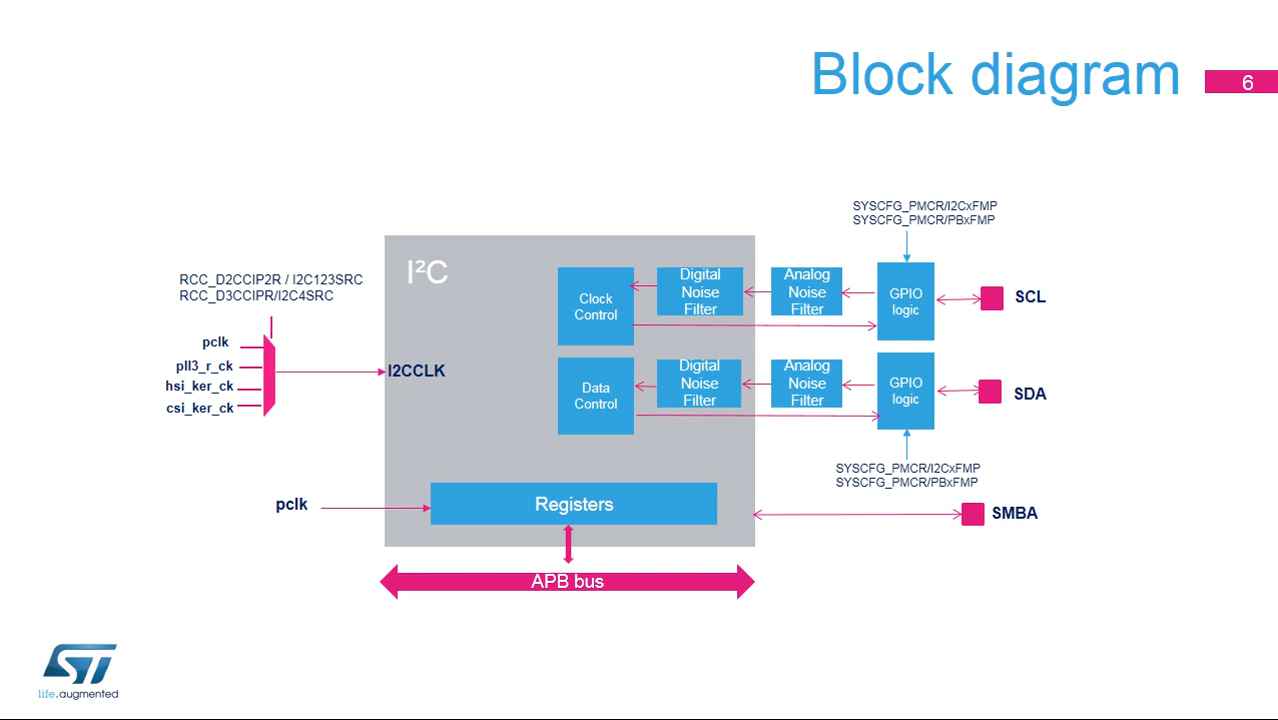 Block diagram
6
SYSCFG_PMCR/I2CxFMP
SYSCFG_PMCR/PBxFMP
I²C
RCC_D2CCIP2R / I2C123SRC
RCC_D3CCIPR/I2C4SRC
pclk
pll3_r_ck
hsi_ker_ck
csi_ker_ck
I2CCLK
Clock
Control
Digital
Noise
Filter
Analog
Noise
Filter
GPIO
logic
SCL
Data
Control
Digital
Noise
Filter
Analog
Noise
Filter
GPIO
logic
SDA
SYSCFG_PMCR/I2CxFMP
SYSCFG_PMCR/PBxFMP
pclk
Registers
SMBA
APB bus
ST
life.augmented